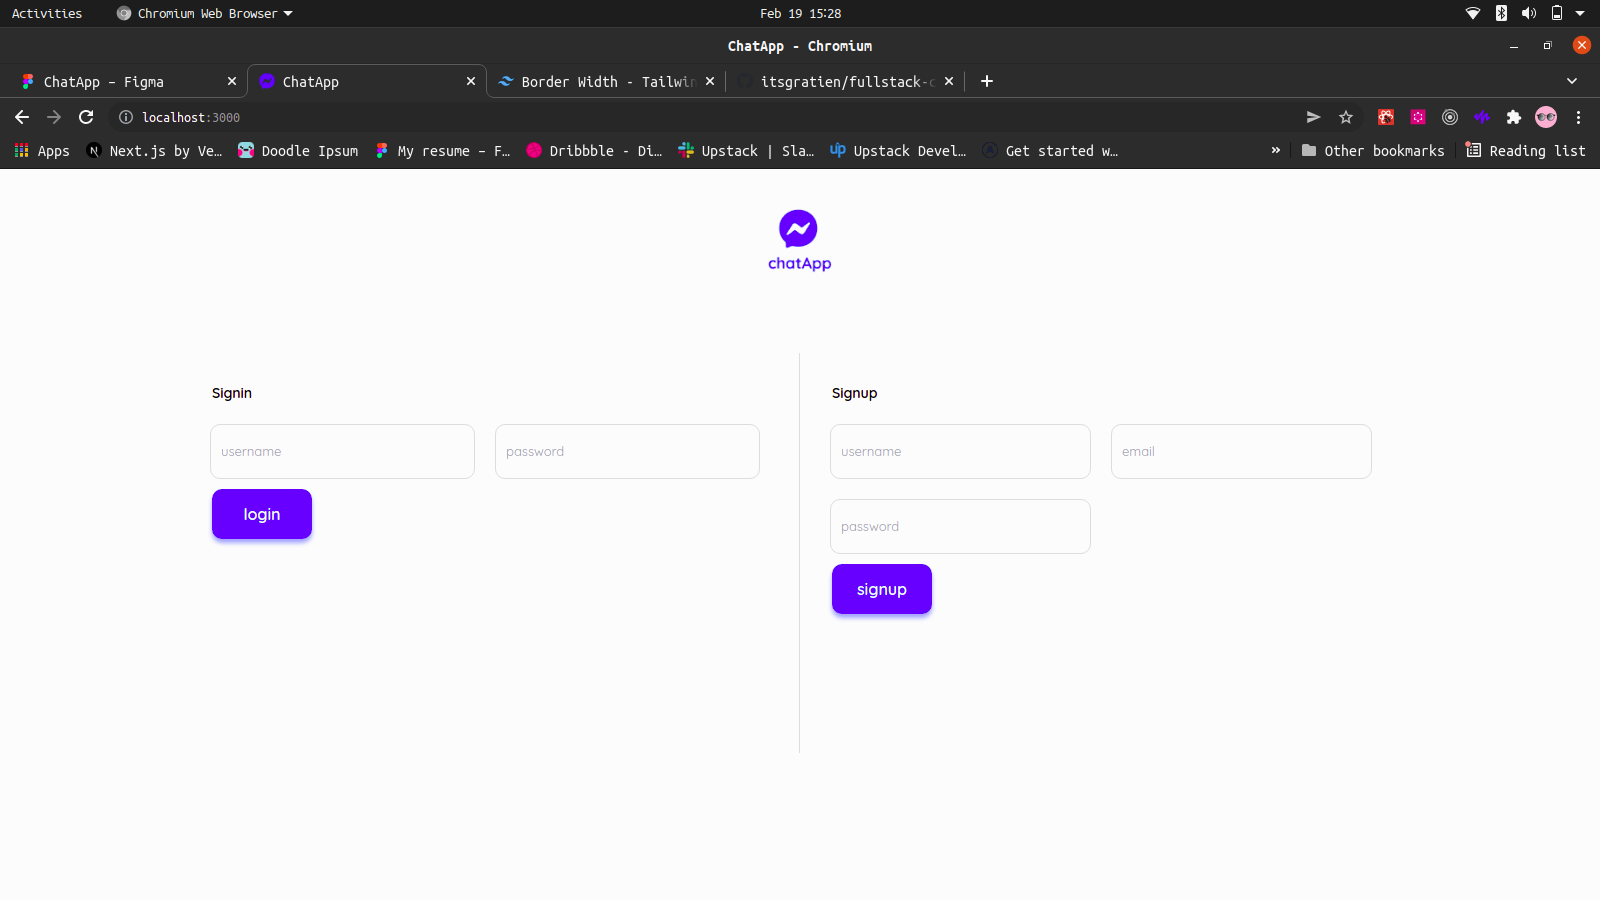 Activities Chromium Web Browser Feb 19 15:28
ChatApp - Chromium
ChatApp – Figma ChatApp Border Width - Tailwin itsgratien/fullstack-c
localhost:3000
Apps Next.js by Ve… Doodle Ipsum My resume – F… Dribbble - Di… Upstack | Sla… Upstack Devel… Get started w… » Other bookmarks Reading list
chatApp
Signin
username password
login
Signup
username email
password
signup